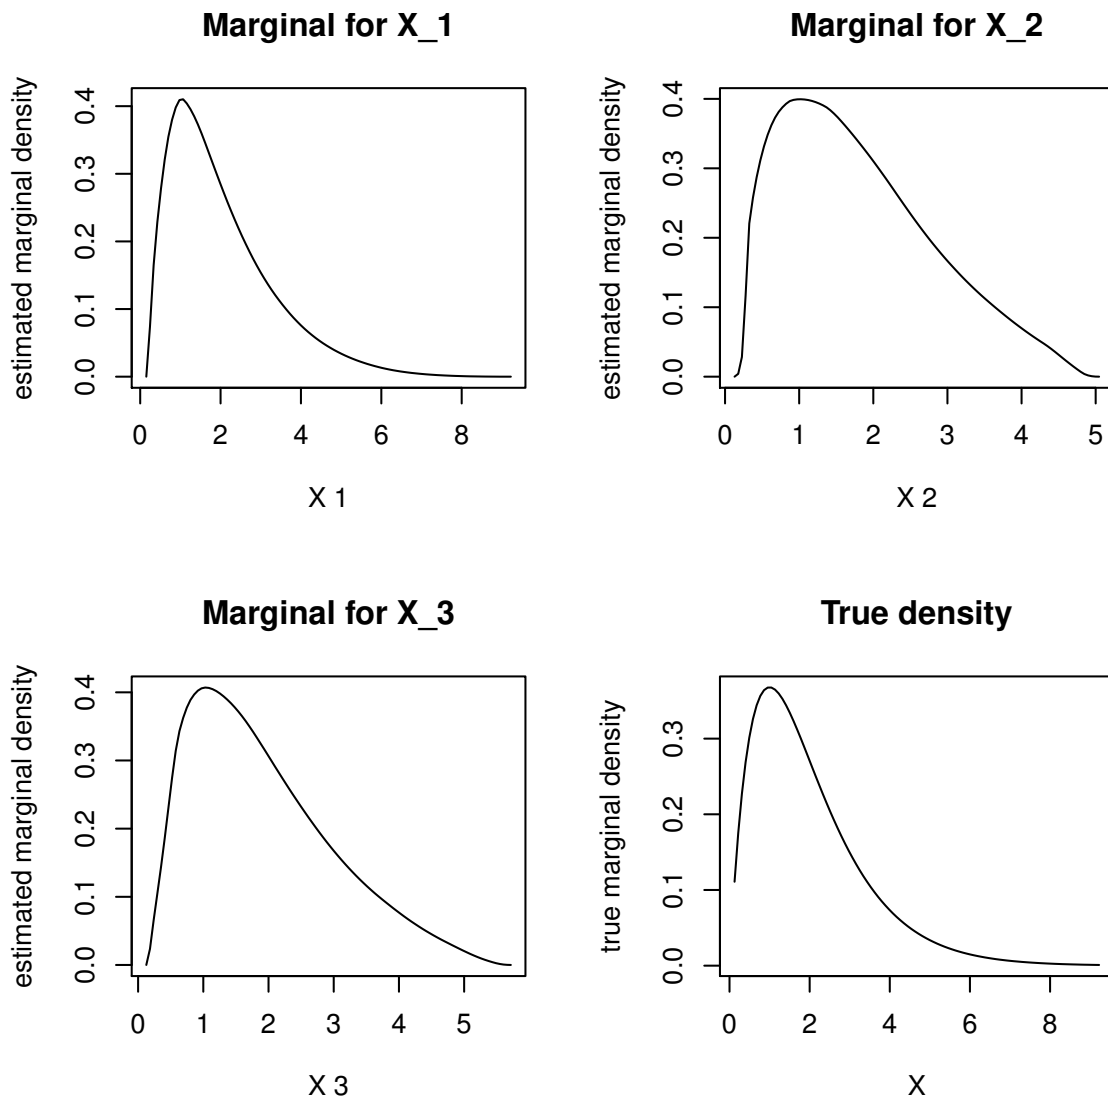 Marginal for X_1
estimated marginal density
0.0 0.1 0.2 0.3 0.4
0 2 4 6 8
X 1
Marginal for X_2
estimated marginal density
0.0 0.1 0.2 0.3 0.4
0 1 2 3 4 5
X 2
Marginal for X_3
estimated marginal density
0.0 0.1 0.2 0.3 0.4
0 1 2 3 4 5
X 3
True density
true marginal density
0.0 0.1 0.2 0.3
0 2 4 6 8
X